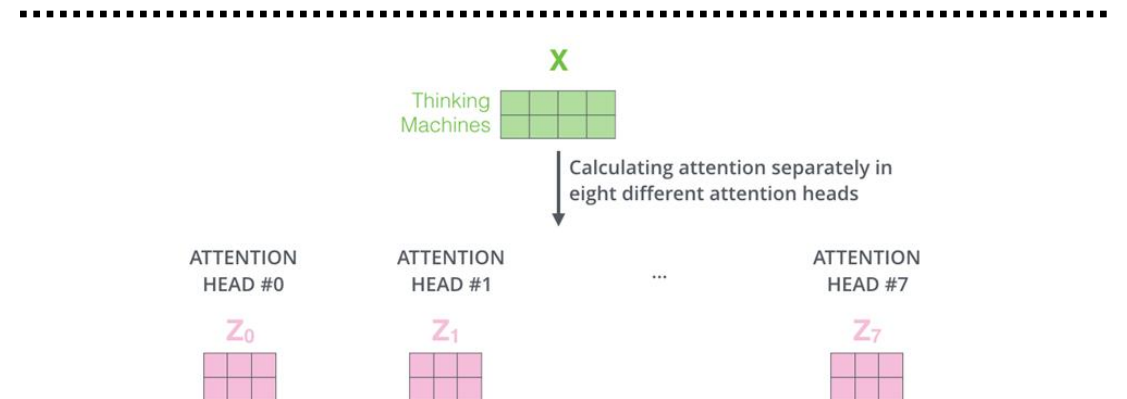 X
Thinking
Machines
Calculating attention separately in
eight different attention heads
ATTENTION
HEAD #0
ATTENTION
HEAD #1
...
ATTENTION
HEAD #7
Z₀
Z₁
Z₇